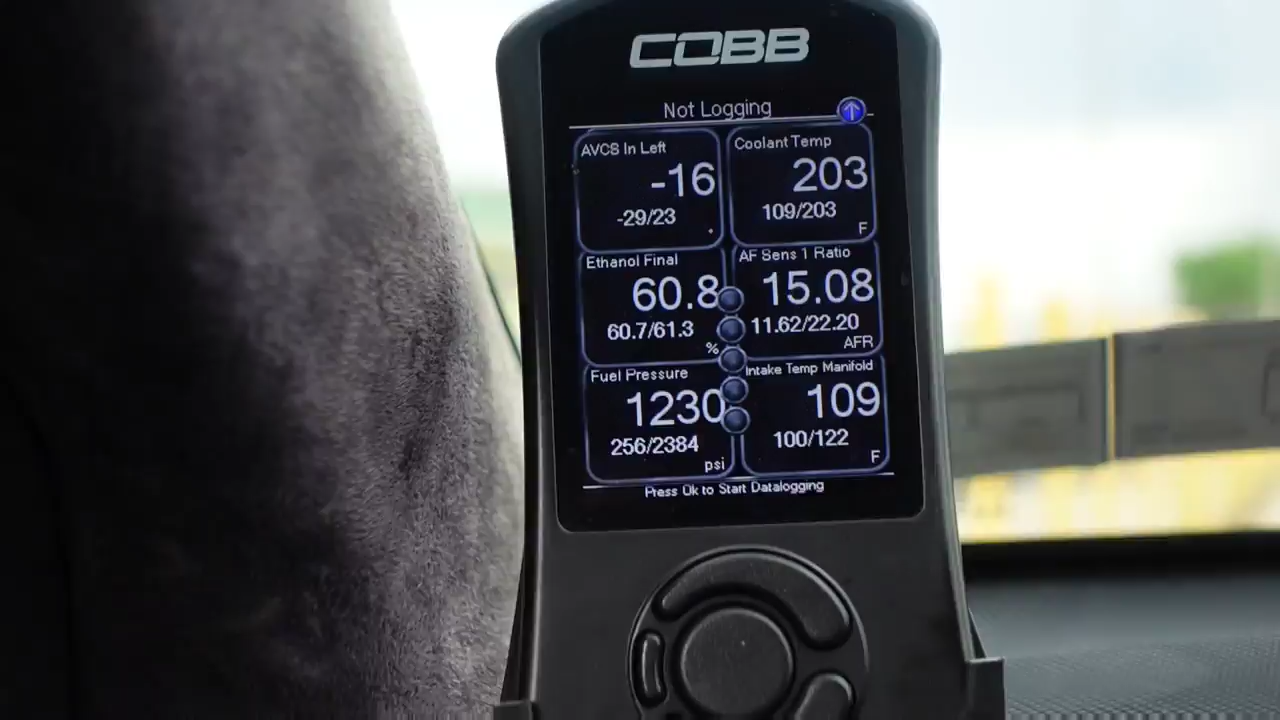 COBB
Not Logging
AVCS In Left
-16
-29/23
Coolant Temp
203
109/203
F
Ethanol Final
60.8
60.7/61.3
%
AF Sens 1 Ratio
15.08
11.62/22.20
AFR
Fuel Pressure
1230
256/2384
psi
Intake Temp Manifold
109
100/122
F
Press Ok to Start Datalogging